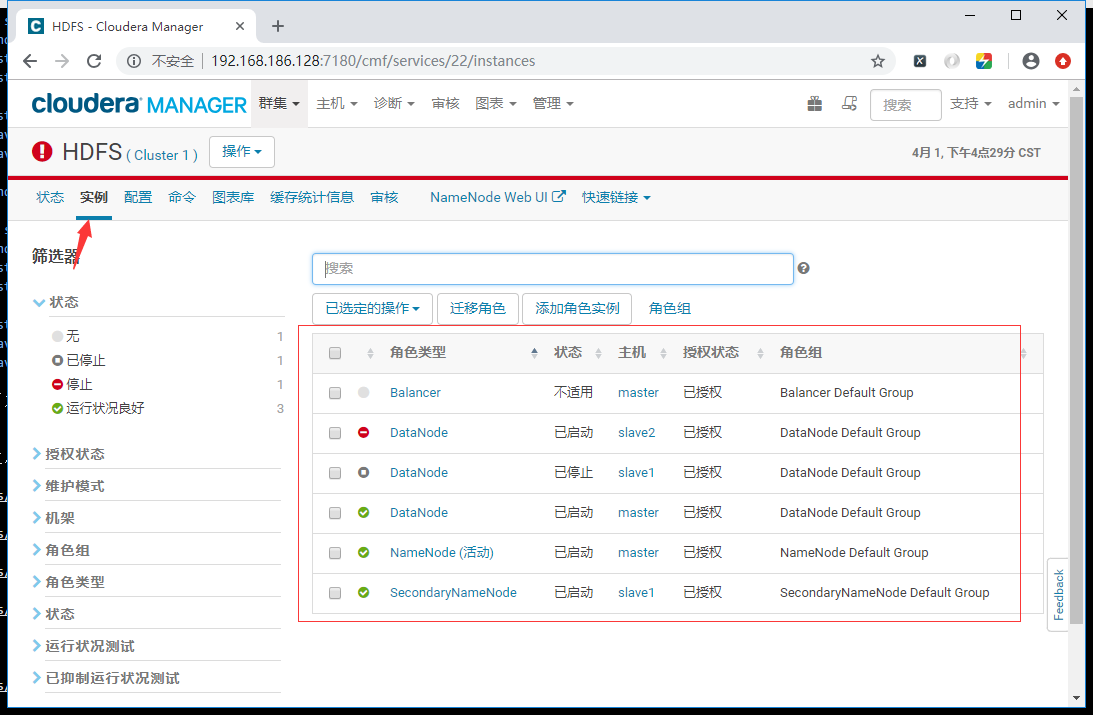 HDFS - Cloudera Manager
不安全 192.168.186.128:7180/cmf/services/22/instances
cloudera MANAGER 群集 主机 诊断 审核 图表 管理 搜索 支持 admin
HDFS ( Cluster 1 ) 操作 4月 1, 下午4点29分 CST
状态 实例 配置 命令 图表库 缓存统计信息 审核 NameNode Web UI 快速链接
筛选器
状态
无 1
已停止 1
停止 1
运行状况良好 3
授权状态
维护模式
机架
角色组
角色类型
状态
运行状况测试
已抑制运行状况测试
搜索
已选定的操作 迁移角色 添加角色实例 角色组
角色类型 状态 主机 授权状态 角色组
Balancer 不适用 master 已授权 Balancer Default Group
DataNode 已启动 slave2 已授权 DataNode Default Group
DataNode 已停止 slave1 已授权 DataNode Default Group
DataNode 已启动 master 已授权 DataNode Default Group
NameNode (活动) 已启动 master 已授权 NameNode Default Group
SecondaryNameNode 已启动 slave1 已授权 SecondaryNameNode Default Group
Feedback